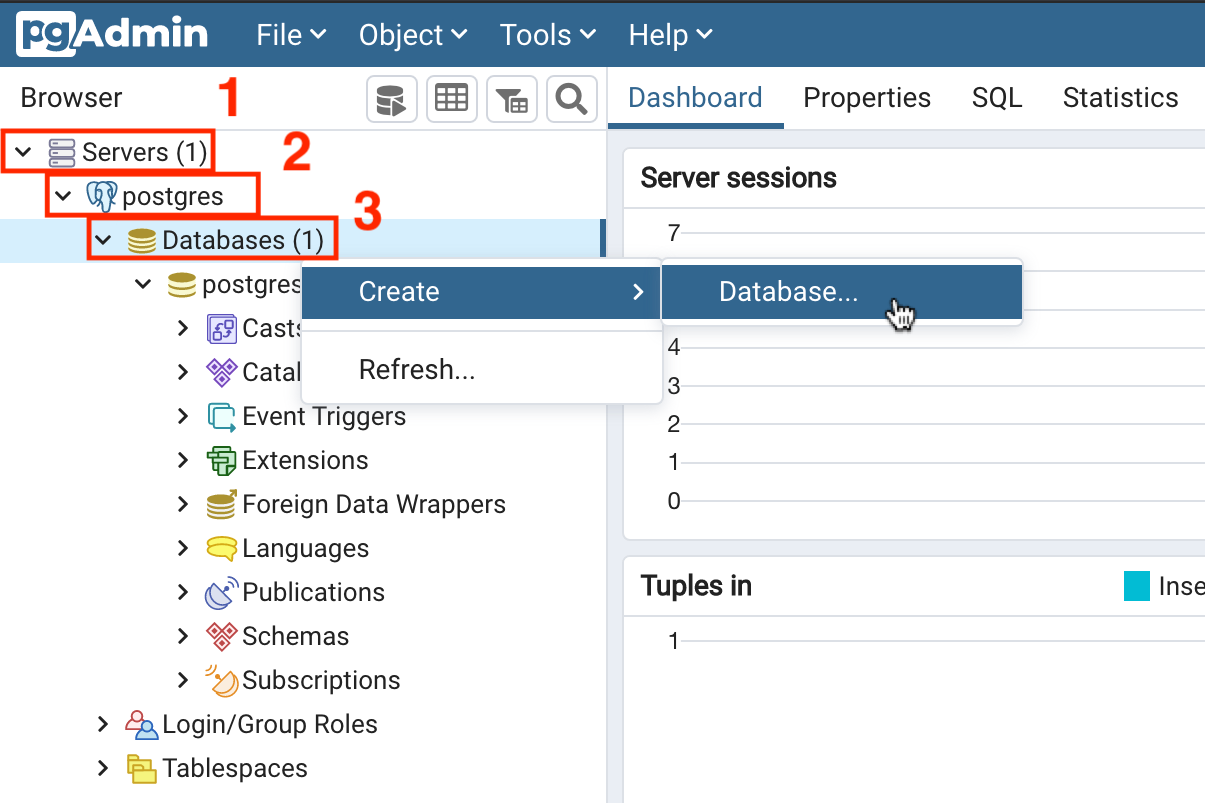 pgAdmin File Object Tools Help
Browser 1 Dashboard Properties SQL Statistics
Servers (1) 2
postgres Server sessions
3
Databases (1) 7
postgres Create Database...
Casts
Refresh... 4
3
Event Triggers 2
Extensions 1
Foreign Data Wrappers 0
Languages
Publications Tuples in
Schemas 1
Subscriptions
Login/Group Roles
Tablespaces